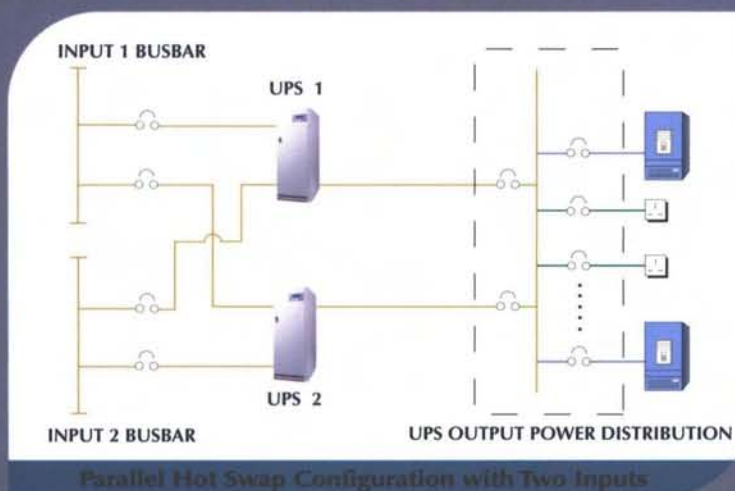 INPUT 1 BUSBAR
UPS 1
UPS 2
INPUT 2 BUSBAR
UPS OUTPUT POWER DISTRIBUTION
Parallel Hot Swap Configuration with Two Inputs